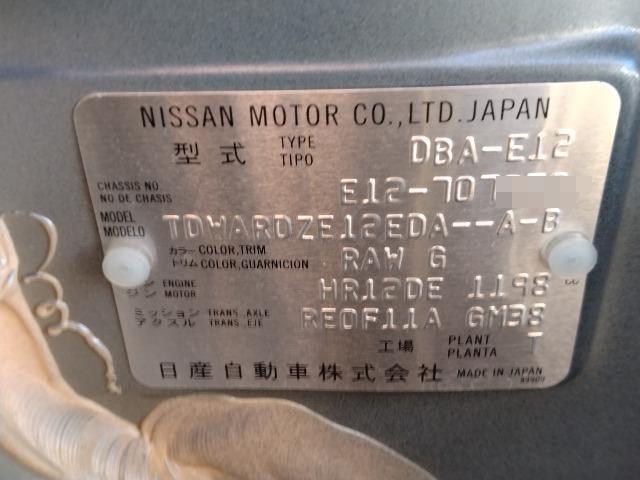 NISSAN MOTOR CO.,LTD.JAPAN
型式 TYPE TIPO DBA-E12
CHASSIS NO. NO DE CHASIS E12-707
MODEL MODELO TDWARDZE12EDA--A-B
カラー COLOR,TRIM
トリム COLOR,GUARNICION RAW G
ENGINE MOTOR HR12DE 1198 cc
ミッション TRANS.,AXLE
アクスル TRANS.,EJE RE0F11A GM38
工場 PLANT PLANTA T
日産自動車株式会社 MADE IN JAPAN